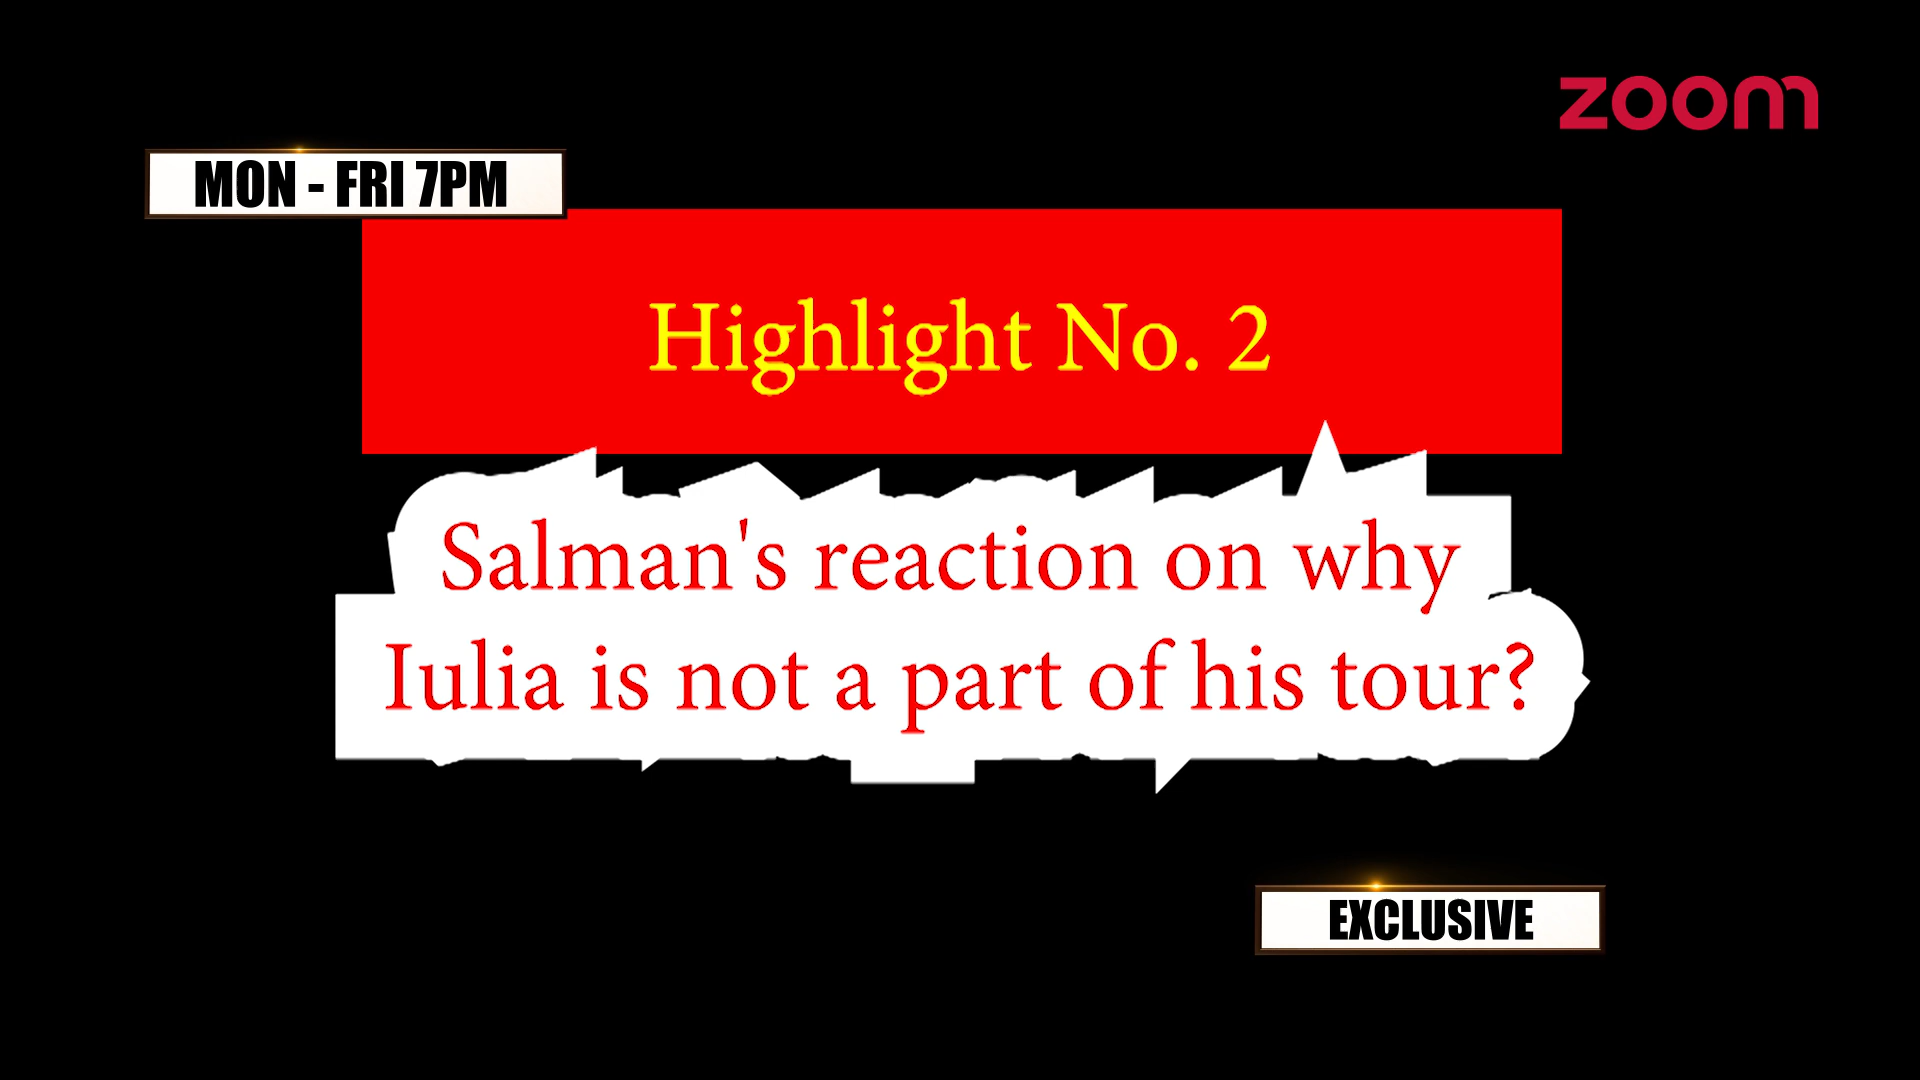 zoom
MON - FRI 7PM
Highlight No. 2
Salman's reaction on why
Iulia is not a part of his tour?
EXCLUSIVE